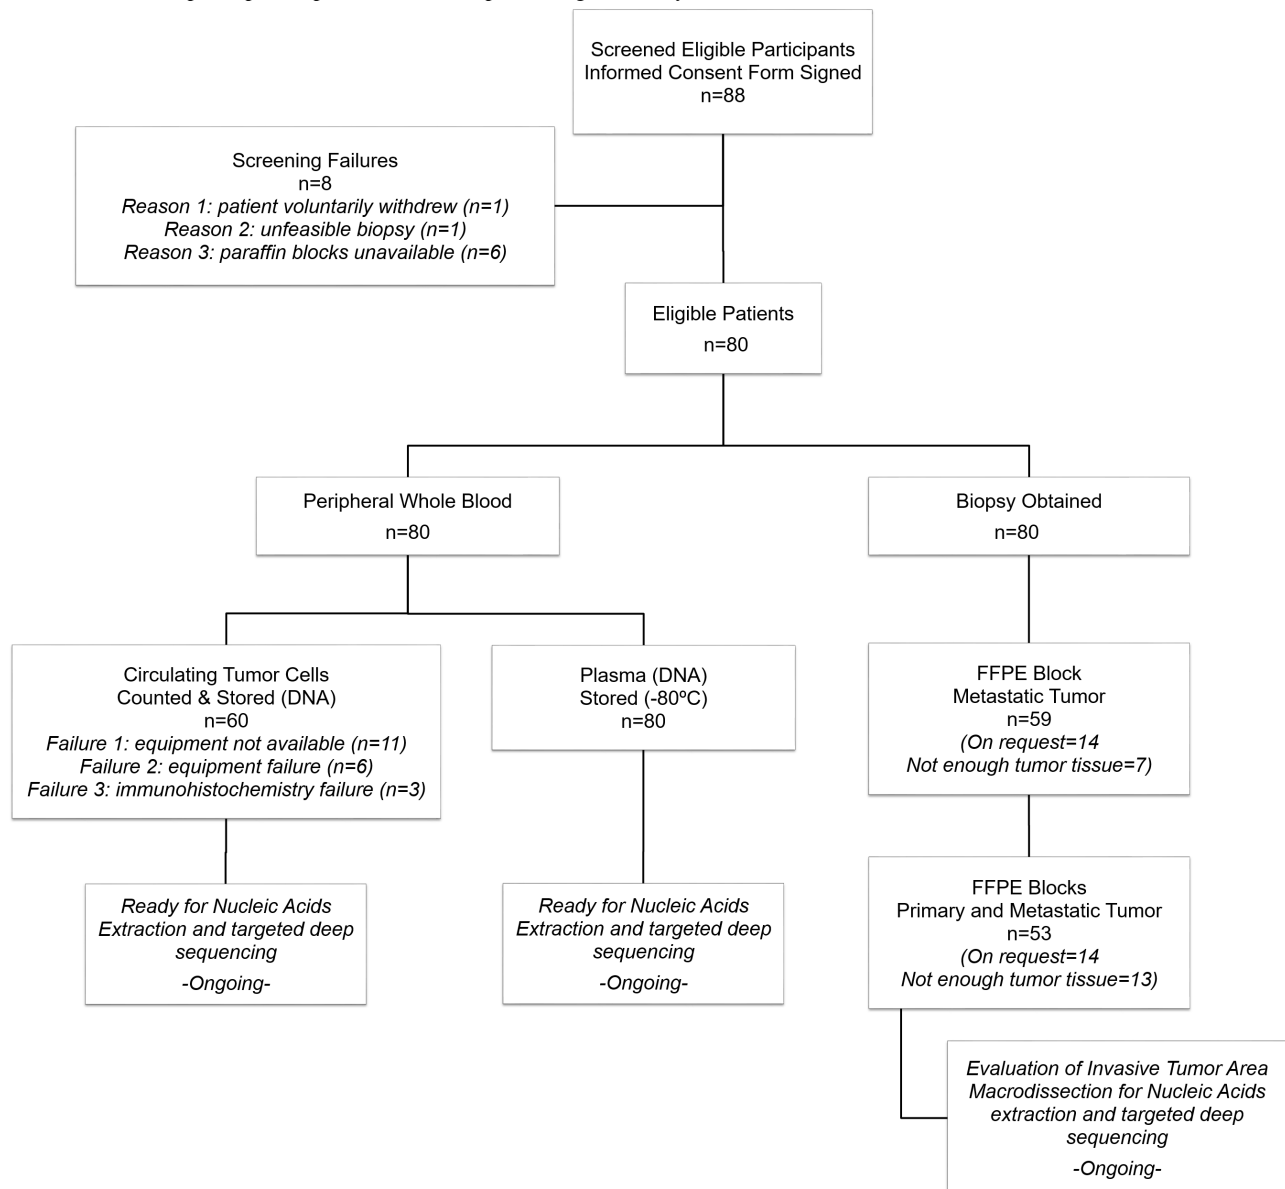 Screened Eligible Participants
Informed Consent Form Signed
n=88
Screening Failures
n=8
Reason 1: patient voluntarily withdrew (n=1)
Reason 2: unfeasible biopsy (n=1)
Reason 3: paraffin blocks unavailable (n=6)
Eligible Patients
n=80
Peripheral Whole Blood
n=80
Biopsy Obtained
n=80
Circulating Tumor Cells
Counted & Stored (DNA)
n=60
Failure 1: equipment not available (n=11)
Failure 2: equipment failure (n=6)
Failure 3: immunohistochemistry failure (n=3)
Plasma (DNA)
Stored (-80ºC)
n=80
FFPE Block
Metastatic Tumor
n=59
(On request=14
Not enough tumor tissue=7)
Ready for Nucleic Acids
Extraction and targeted deep
sequencing
-Ongoing-
Ready for Nucleic Acids
Extraction and targeted deep
sequencing
-Ongoing-
FFPE Blocks
Primary and Metastatic Tumor
n=53
(On request=14
Not enough tumor tissue=13)
Evaluation of Invasive Tumor Area
Macrodissection for Nucleic Acids
extraction and targeted deep
sequencing
-Ongoing-